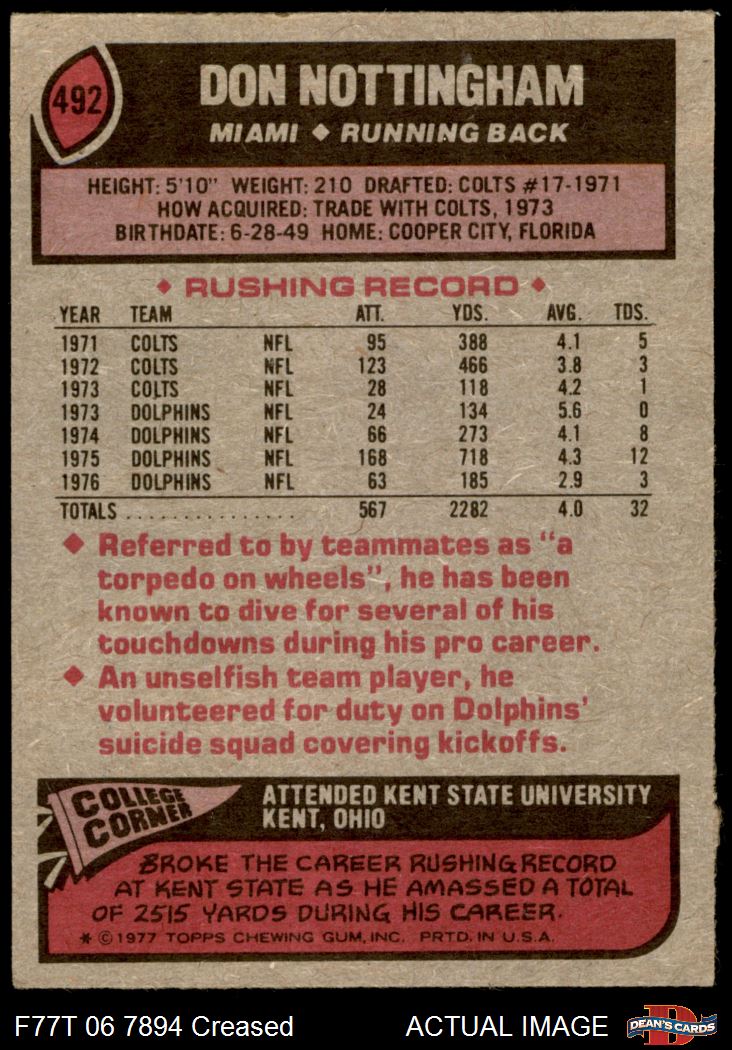 492
DON NOTTINGHAM
MIAMI ◆ RUNNING BACK
HEIGHT: 5'10" WEIGHT: 210 DRAFTED: COLTS #17-1971
HOW ACQUIRED: TRADE WITH COLTS, 1973
BIRTHDATE: 6-28-49 HOME: COOPER CITY, FLORIDA
◆ RUSHING RECORD ◆
YEAR TEAM ATT. YDS. AVG. TDS.
1971 COLTS NFL 95 388 4.1 5
1972 COLTS NFL 123 466 3.8 3
1973 COLTS NFL 28 118 4.2 1
1973 DOLPHINS NFL 24 134 5.6 0
1974 DOLPHINS NFL 66 273 4.1 8
1975 DOLPHINS NFL 168 718 4.3 12
1976 DOLPHINS NFL 63 185 2.9 3
TOTALS . . . . . . . . . . . . . . . . 567 2282 4.0 32
◆ Referred to by teammates as "a
torpedo on wheels", he has been
known to dive for several of his
touchdowns during his pro career.
◆ An unselfish team player, he
volunteered for duty on Dolphins'
suicide squad covering kickoffs.
COLLEGE
CORNER
ATTENDED KENT STATE UNIVERSITY
KENT, OHIO
BROKE THE CAREER RUSHING RECORD
AT KENT STATE AS HE AMASSED A TOTAL
OF 2515 YARDS DURING HIS CAREER.
* © 1977 TOPPS CHEWING GUM, INC. PRTD. IN U.S.A.
F77T 06 7894 Creased ACTUAL IMAGE
D
DEAN'S CARDS